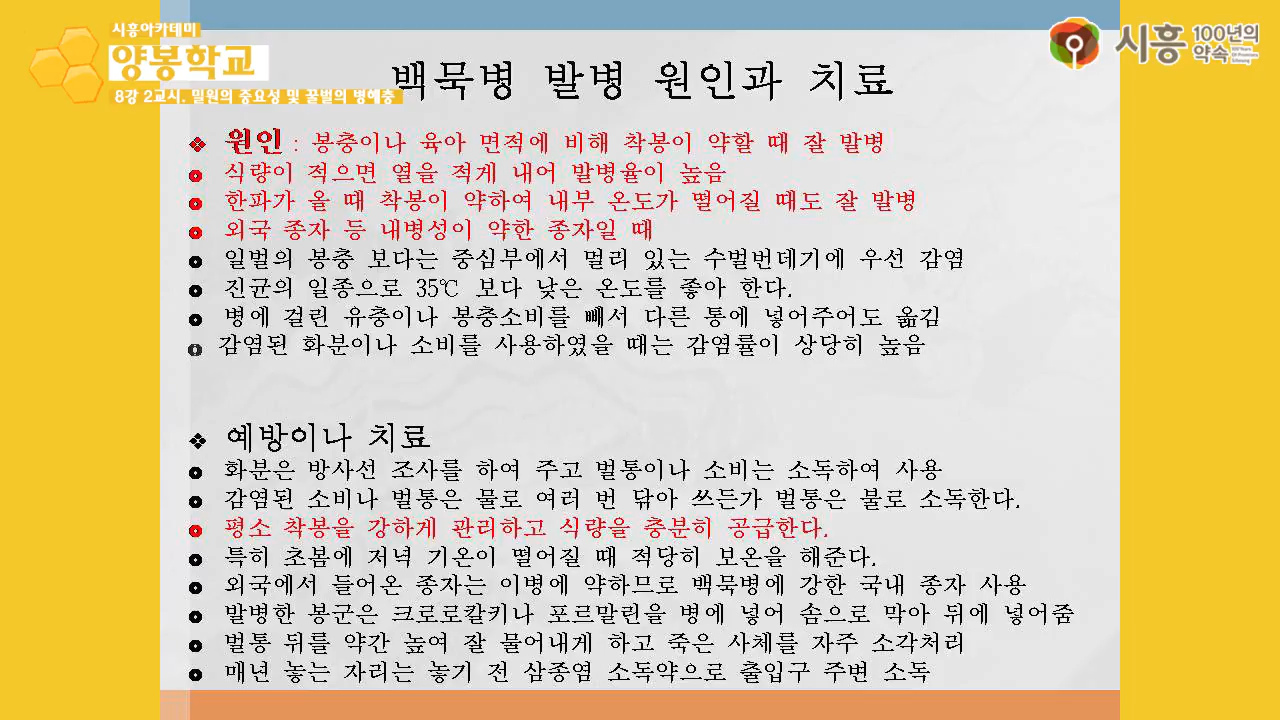 시흥아카데미
양봉학교
8강 2교시. 밀원의 중요성 및 꿀벌의 병해충
시흥 100년의 약속
백묵병 발병 원인과 치료
❖ 원인 : 봉충이나 육아 면적에 비해 착봉이 약할 때 잘 발병
식량이 적으면 열을 적게 내어 발병율이 높음
한파가 올 때 착봉이 약하여 내부 온도가 떨어질 때도 잘 발병
외국 종자 등 내병성이 약한 종자일 때
일벌의 봉충 보다는 중심부에서 멀리 있는 수벌번데기에 우선 감염
진균의 일종으로 35℃ 보다 낮은 온도를 좋아 한다.
병에 걸린 유충이나 봉충소비를 빼서 다른 통에 넣어주어도 옮김
감염된 화분이나 소비를 사용하였을 때는 감염률이 상당히 높음
❖ 예방이나 치료
화분은 방사선 조사를 하여 주고 벌통이나 소비는 소독하여 사용
감염된 소비나 벌통은 물로 여러 번 닦아 쓰든가 벌통은 불로 소독한다.
평소 착봉을 강하게 관리하고 식량을 충분히 공급한다.
특히 초봄에 저녁 기온이 떨어질 때 적당히 보온을 해준다.
외국에서 들어온 종자는 이병에 약하므로 백묵병에 강한 국내 종자 사용
발병한 봉군은 크로로칼키나 포르말린을 병에 넣어 솜으로 막아 뒤에 넣어줌
벌통 뒤를 약간 높여 잘 물어내게 하고 죽은 사체를 자주 소각처리
매년 놓는 자리는 놓기 전 삼종염 소독약으로 출입구 주변 소독